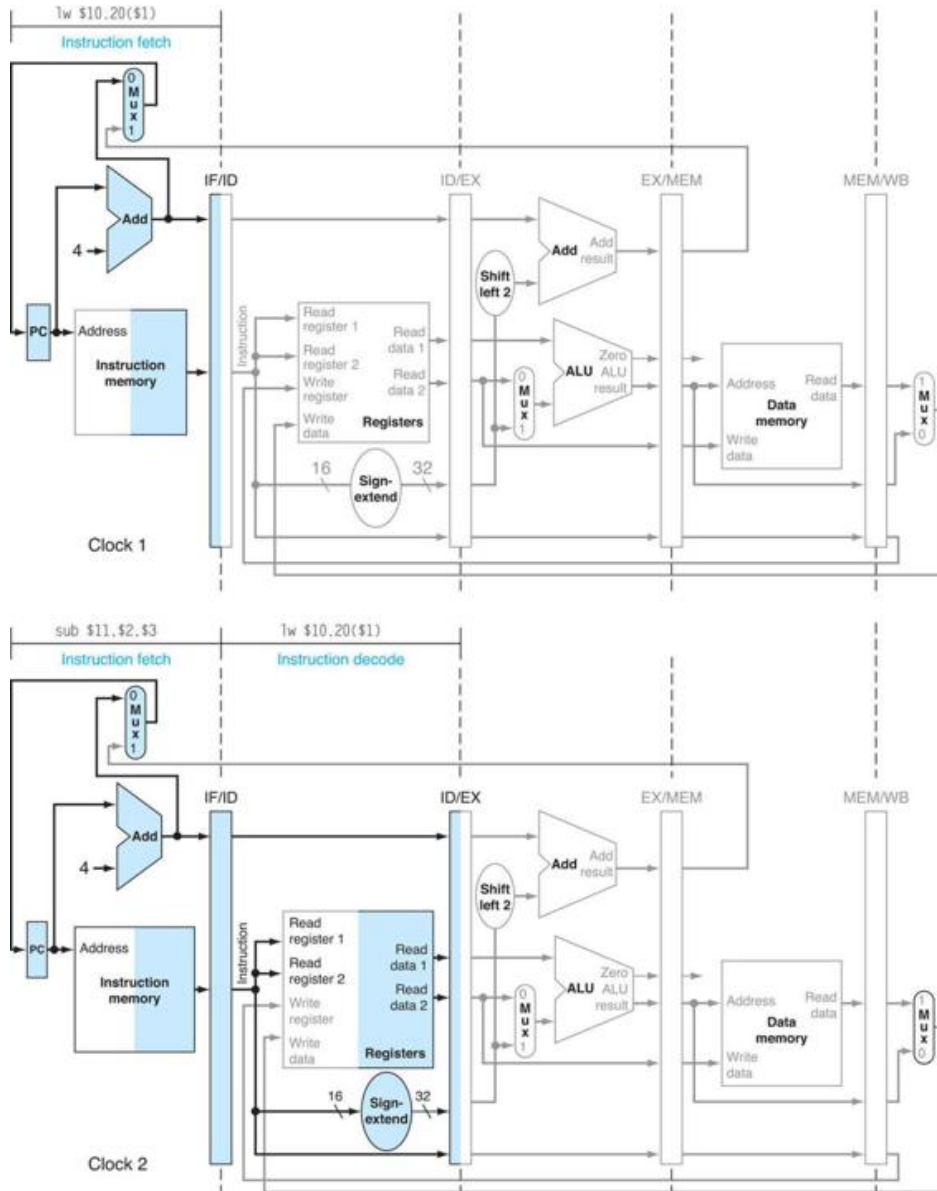 lw $10.20($1)
Instruction fetch
0
M
u
x
1
IF/ID
ID/EX
EX/MEM
MEM/WB
Add
4
Add
Add
result
Shift
left 2
PC
Address
Instruction
memory
Instruction
Read
register 1
Read
register 2
Write
register
Write
data
Read
data 1
Read
data 2
Registers
0
M
u
x
1
ALU
Zero
ALU
result
Address
Write
data
Read
data
Data
memory
1
M
u
x
0
16
Sign-
extend
32
Clock 1
sub $11.$2.$3
lw $10.20($1)
Instruction fetch
Instruction decode
0
M
u
x
1
IF/ID
ID/EX
EX/MEM
MEM/WB
Add
4
Add
Add
result
Shift
left 2
PC
Address
Instruction
memory
Instruction
Read
register 1
Read
register 2
Write
register
Write
data
Read
data 1
Read
data 2
Registers
0
M
u
x
1
ALU
Zero
ALU
result
Address
Write
data
Read
data
Data
memory
1
M
u
x
0
16
Sign-
extend
32
Clock 2